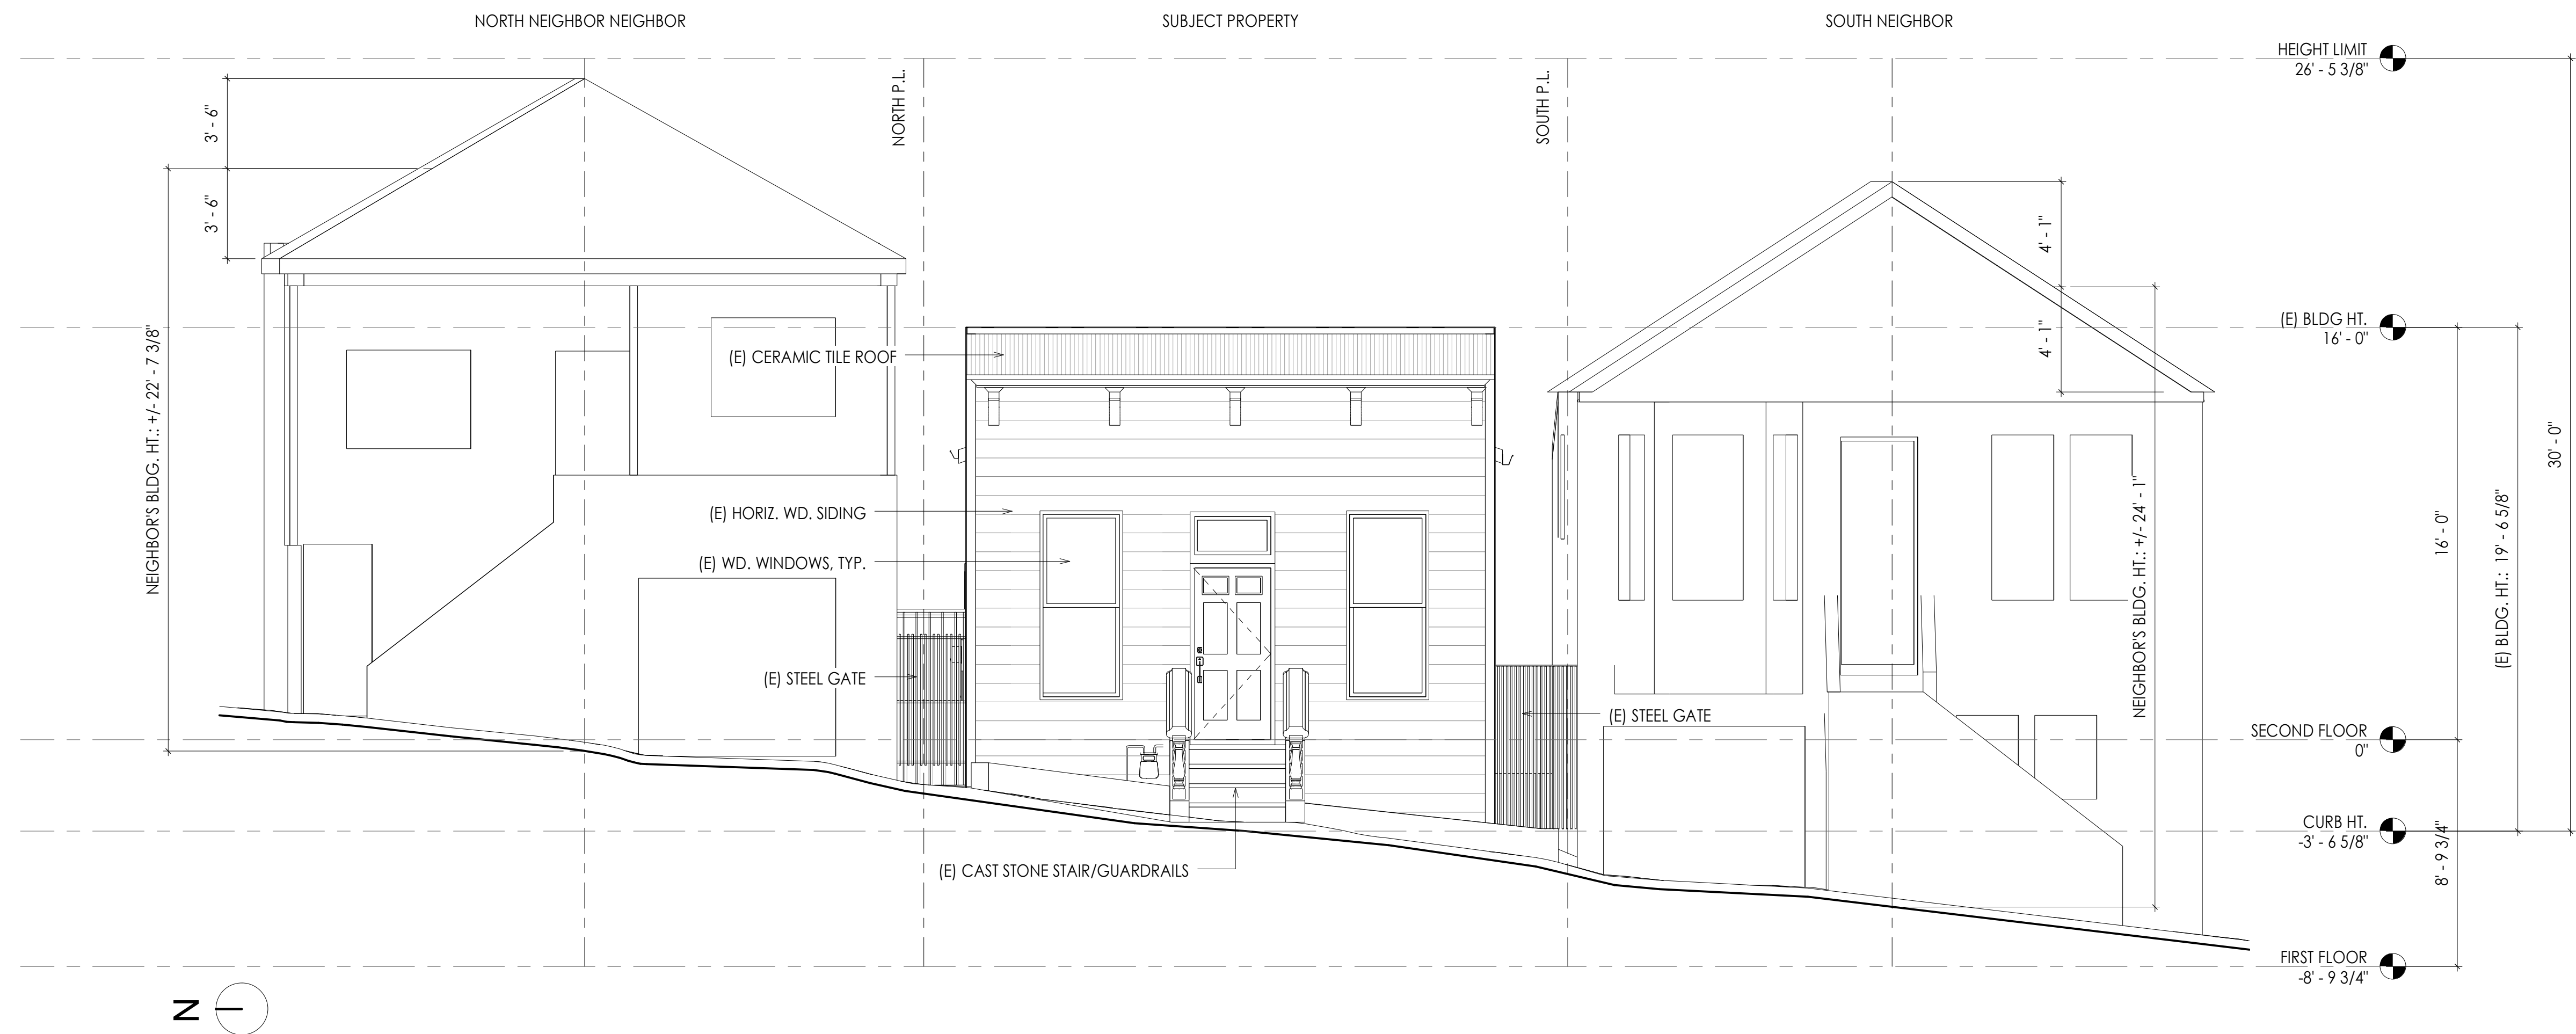 NORTH NEIGHBOR NEIGHBOR
SUBJECT PROPERTY
SOUTH NEIGHBOR
HEIGHT LIMIT
26' - 5 3/8"
NORTH P.L.
SOUTH P.L.
3' - 6"
3' - 6"
NEIGHBOR'S BLDG. HT.: +/- 22' - 7 3/8"
4' - 1"
4' - 1"
NEIGHBOR'S BLDG. HT.: +/- 24' - 1"
(E) BLDG HT.
16' - 0"
(E) CERAMIC TILE ROOF
(E) HORIZ. WD. SIDING
(E) WD. WINDOWS, TYP.
(E) STEEL GATE
(E) STEEL GATE
(E) CAST STONE STAIR/GUARDRAILS
16' - 0"
(E) BLDG. HT.: 19' - 6 5/8"
30' - 0"
SECOND FLOOR
0"
CURB HT.
-3' - 6 5/8"
8' - 9 3/4"
FIRST FLOOR
-8' - 9 3/4"
N